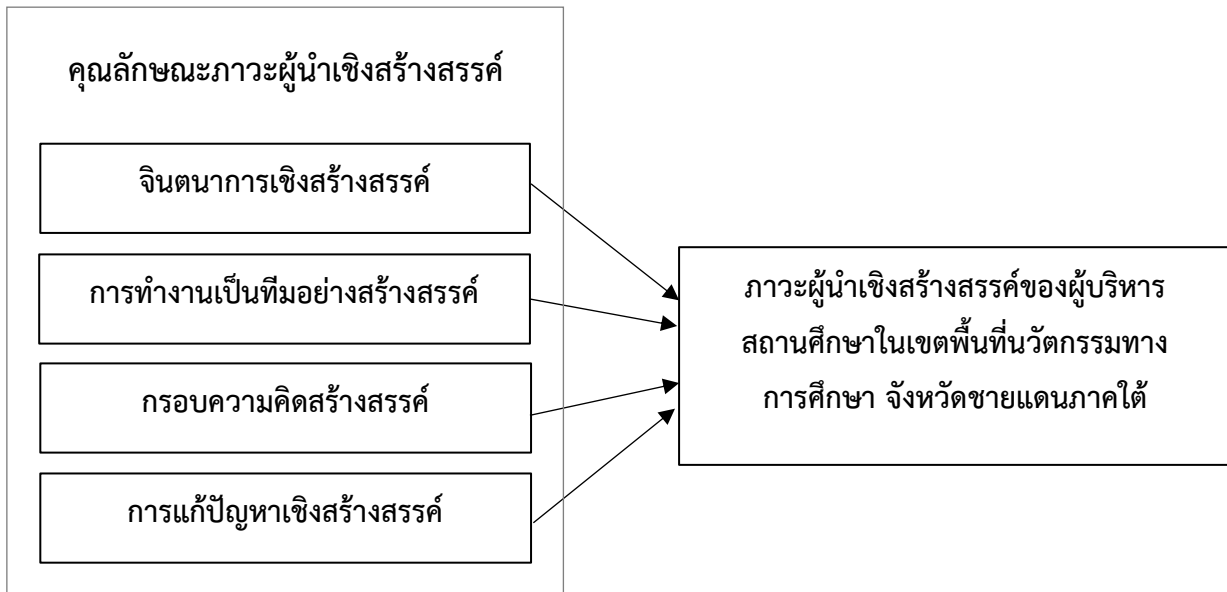 คุณลักษณะภาวะผู้นำเชิงสร้างสรรค์
จินตนาการเชิงสร้างสรรค์
การทำงานเป็นทีมอย่างสร้างสรรค์
กรอบความคิดสร้างสรรค์
การแก้ปัญหาเชิงสร้างสรรค์
ภาวะผู้นำเชิงสร้างสรรค์ของผู้บริหาร
สถานศึกษาในเขตพื้นที่นวัตกรรมทาง
การศึกษา จังหวัดชายแดนภาคใต้